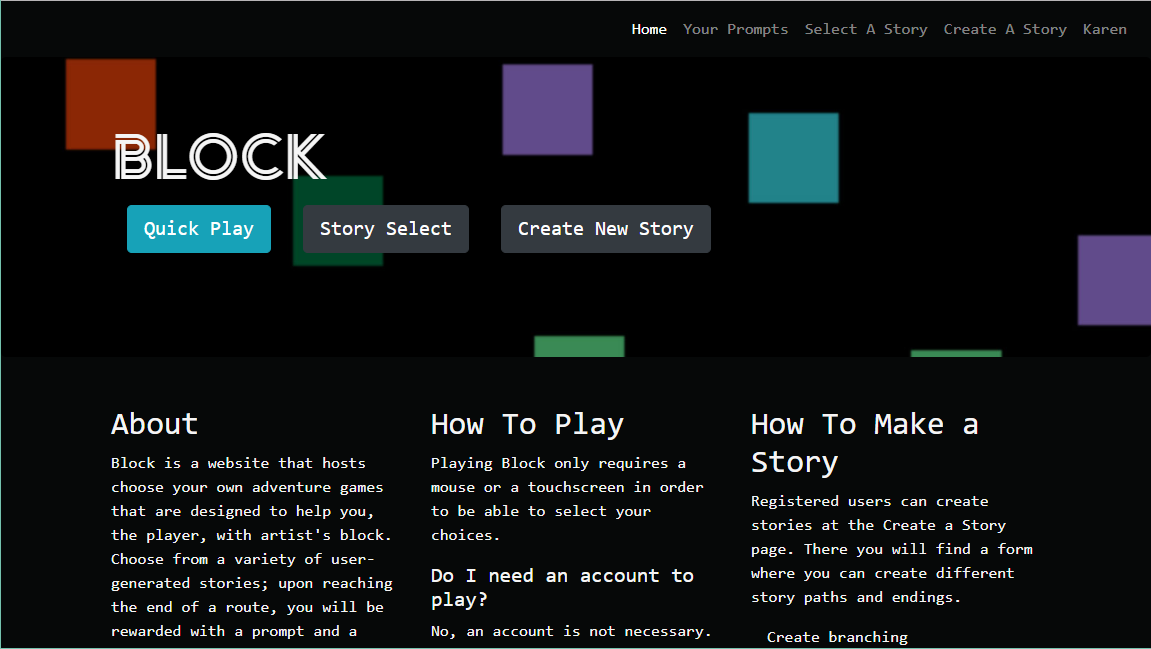 Home Your Prompts Select A Story Create A Story Karen
BLOCK
Quick Play Story Select Create New Story
About
Block is a website that hosts
choose your own adventure games
that are designed to help you,
the player, with artist's block.
Choose from a variety of user-
generated stories; upon reaching
the end of a route, you will be
rewarded with a prompt and a
How To Play
Playing Block only requires a
mouse or a touchscreen in order
to be able to select your
choices.
Do I need an account to
play?
No, an account is not necessary.
How To Make a
Story
Registered users can create
stories at the Create a Story
page. There you will find a form
where you can create different
story paths and endings.
Create branching